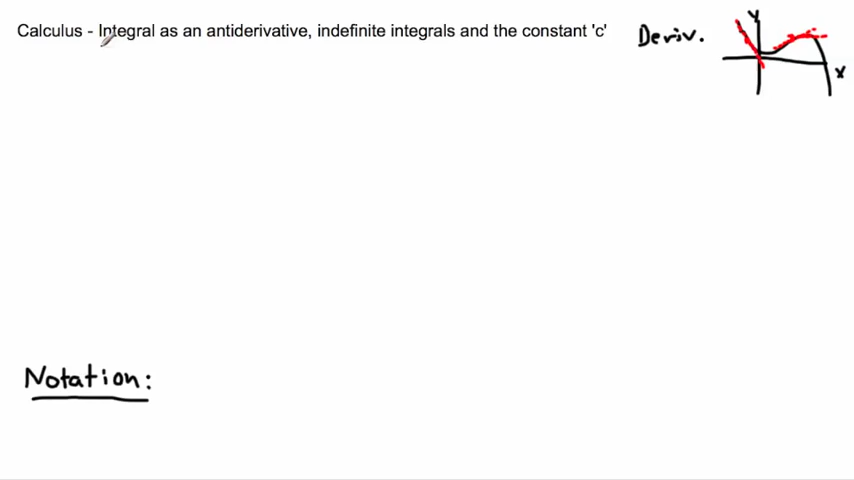 Calculus - Integral as an antiderivative, indefinite integrals and the constant 'c'
Deriv.
y
x
Notation: